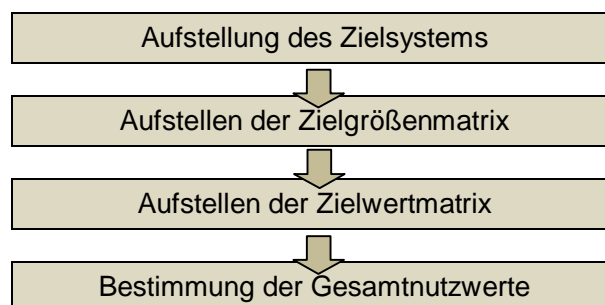 Aufstellung des Zielsystems
Aufstellen der Zielgrößenmatrix
Aufstellen der Zielwertmatrix
Bestimmung der Gesamtnutzwerte